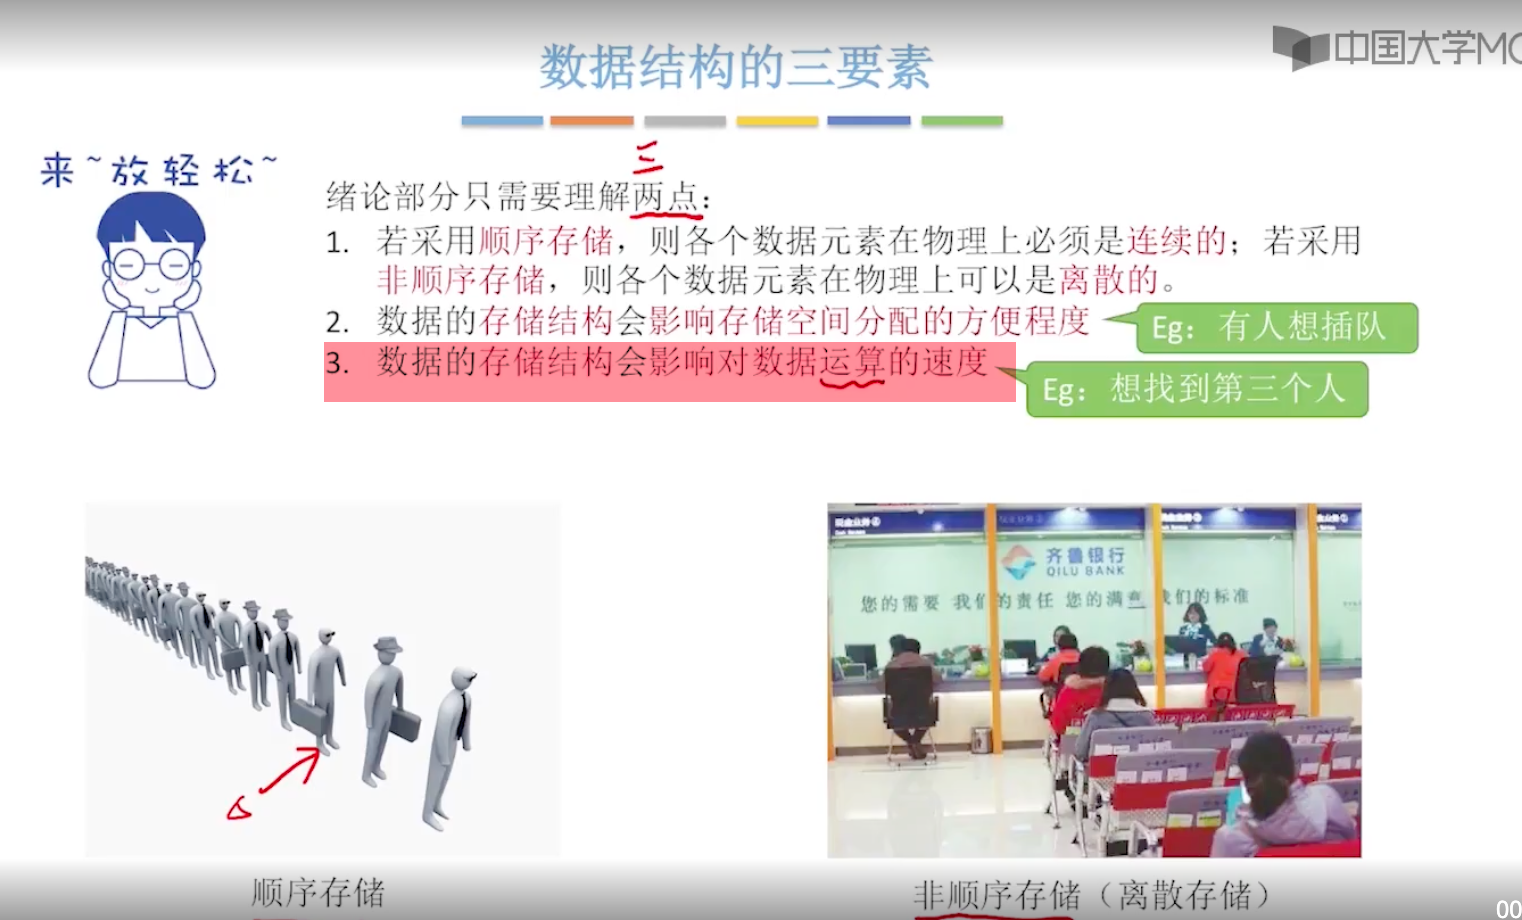 数据结构的三要素
中国大学MO
来~放轻松~
三
绪论部分只需要理解两点：
1. 若采用顺序存储，则各个数据元素在物理上必须是连续的；若采用
非顺序存储，则各个数据元素在物理上可以是离散的。
2. 数据的存储结构会影响存储空间分配的方便程度
Eg：有人想插队
3. 数据的存储结构会影响对数据运算的速度
Eg：想找到第三个人
齐鲁银行
QILU BANK
您的需要 我们的责任 您的满意 我们的标准
顺序存储
非顺序存储（离散存储）
00